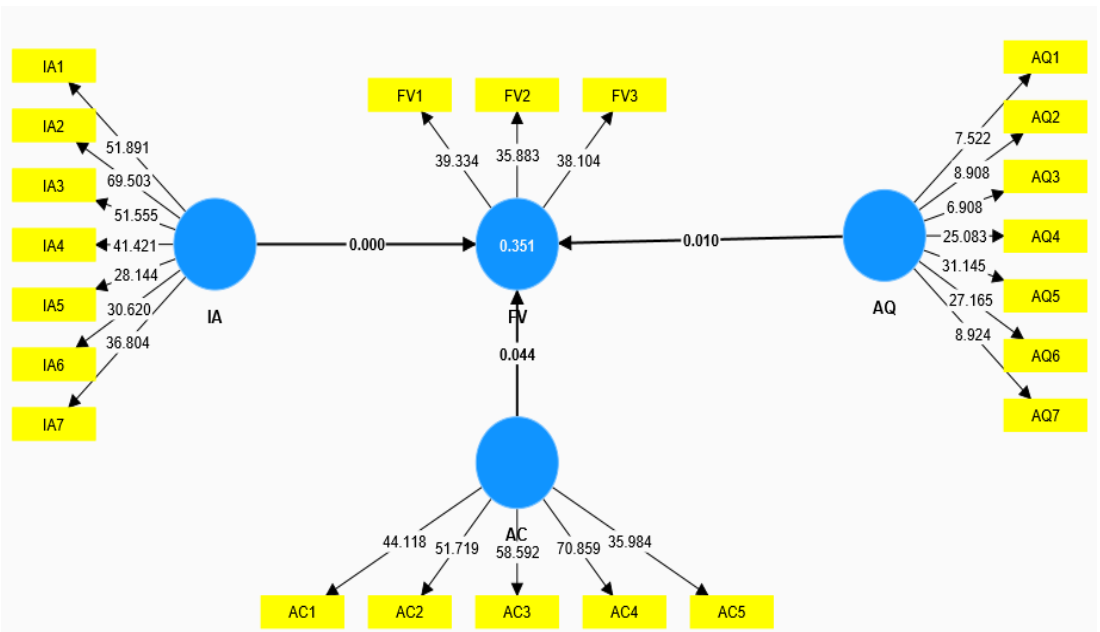 IA1
IA2
IA3
IA4
IA5
IA6
IA7
51.891
69.503
51.555
41.421
28.144
30.620
36.804
IA
0.000
FV1
FV2
FV3
39.334
35.883
38.104
0.351
FV
0.010
0.044
AQ
7.522
8.908
6.908
25.083
31.145
27.165
8.924
AQ1
AQ2
AQ3
AQ4
AQ5
AQ6
AQ7
AC
44.118
51.719
58.592
70.859
35.984
AC1
AC2
AC3
AC4
AC5